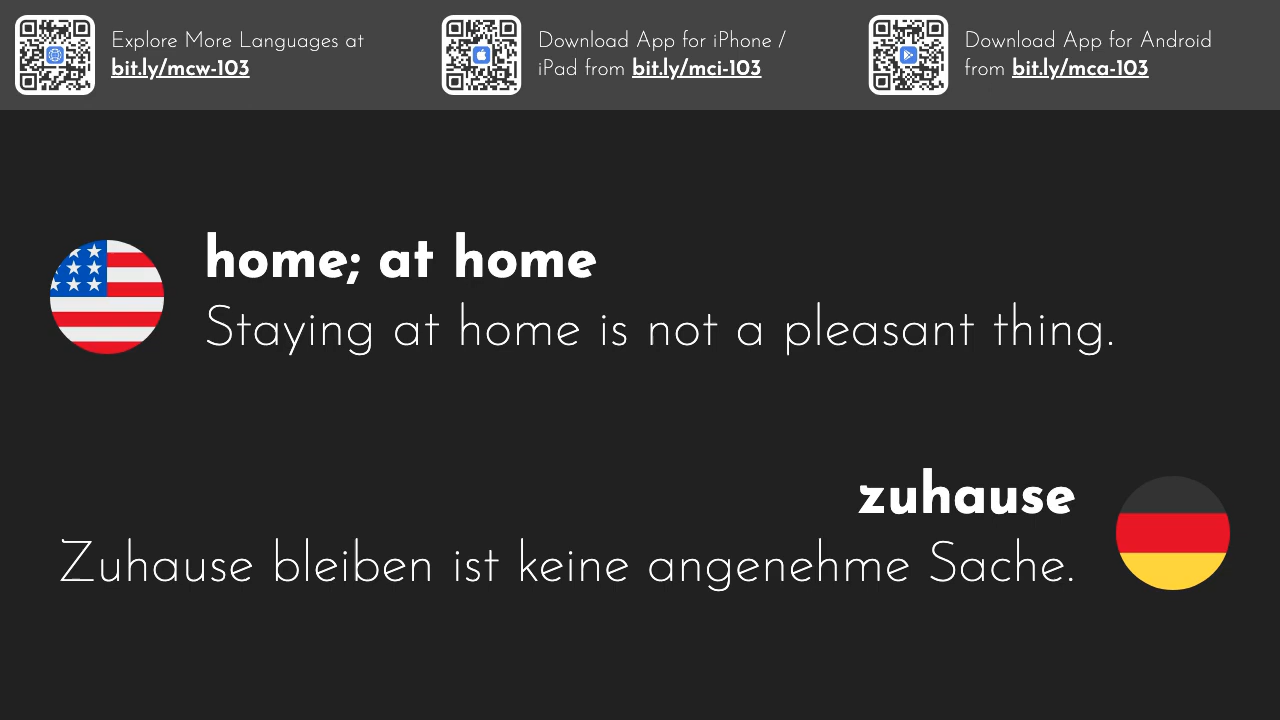 Explore More Languages at
bit.ly/mcw-103
Download App for iPhone /
iPad from bit.ly/mci-103
Download App for Android
from bit.ly/mca-103
home; at home
Staying at home is not a pleasant thing.
zuhause
Zuhause bleiben ist keine angenehme Sache.